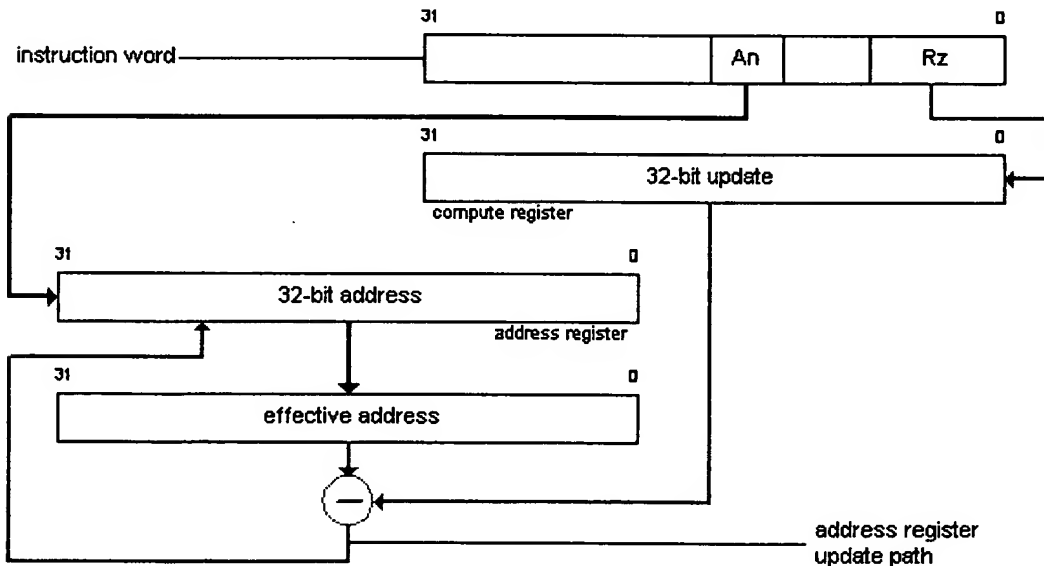 31 0
instruction word An Rz
31 0
32-bit update
compute register
31 0
32-bit address
address register
31 0
effective address
—
address register
update path